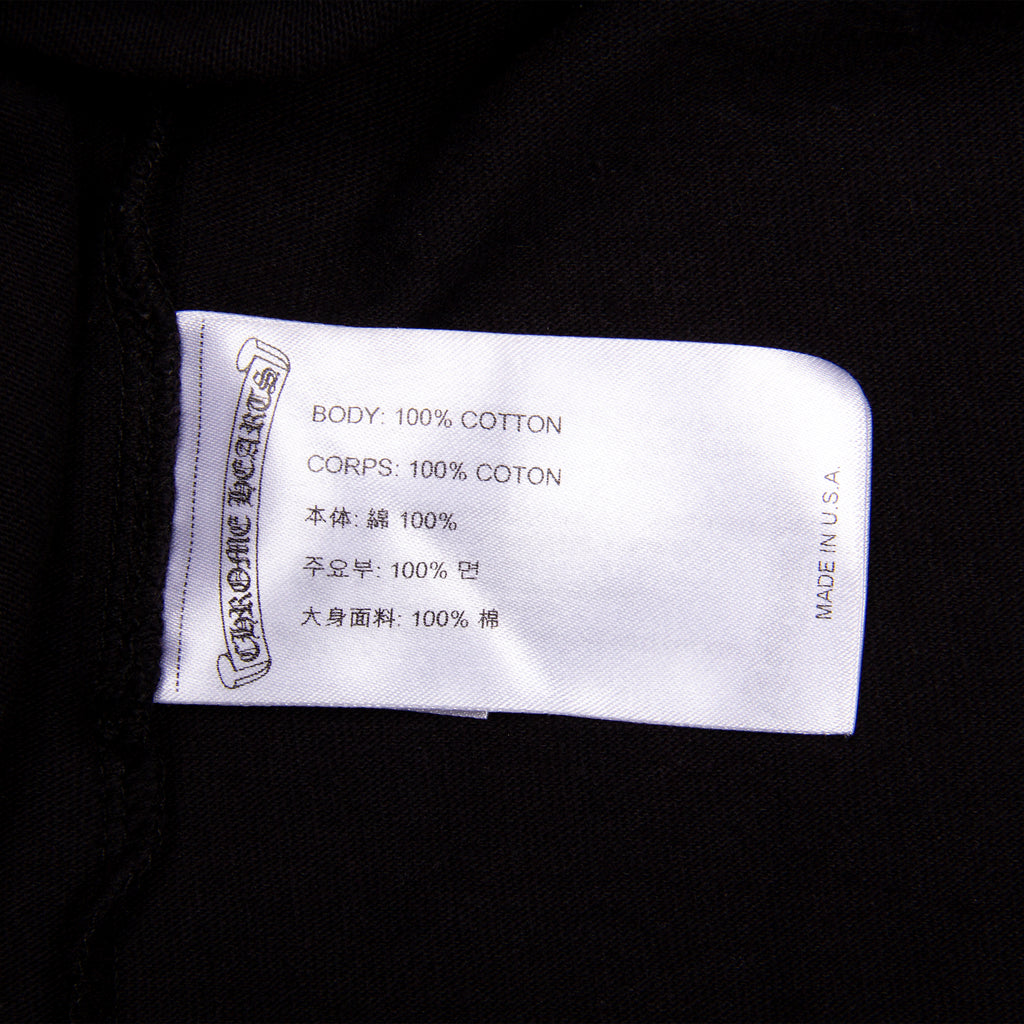 CHROME HEARTS
BODY: 100% COTTON
CORPS: 100% COTON
本体: 綿 100%
주요부: 100% 면
大身面料: 100% 棉
MADE IN U.S.A.